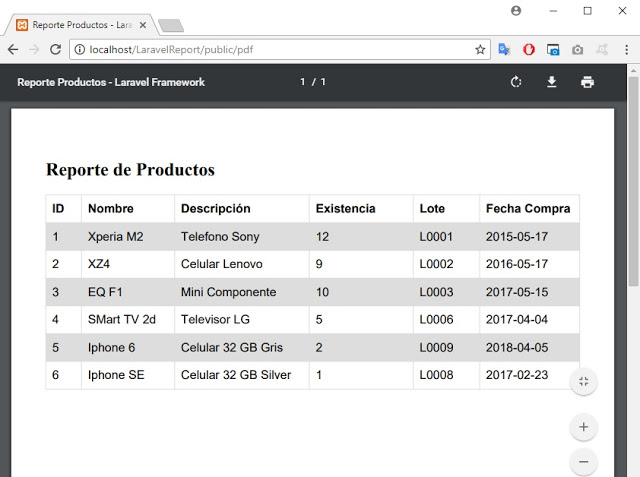 Reporte Productos - Lara
localhost/LaravelReport/public/pdf
Reporte Productos - Laravel Framework 1 / 1
Reporte de Productos
ID Nombre Descripción Existencia Lote Fecha Compra
1 Xperia M2 Telefono Sony 12 L0001 2015-05-17
2 XZ4 Celular Lenovo 9 L0002 2016-05-17
3 EQ F1 Mini Componente 10 L0003 2017-05-15
4 SMart TV 2d Televisor LG 5 L0006 2017-04-04
5 Iphone 6 Celular 32 GB Gris 2 L0009 2018-04-05
6 Iphone SE Celular 32 GB Silver 1 L0008 2017-02-23